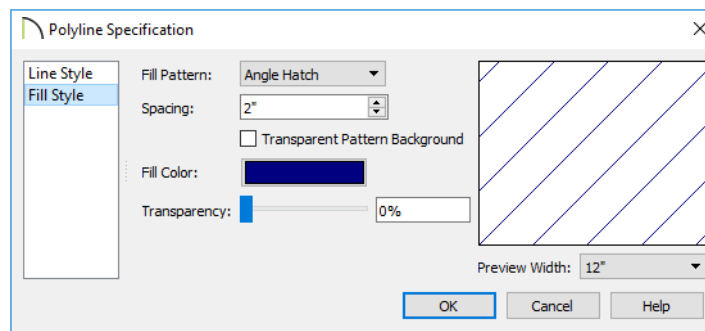 Polyline Specification
Line Style
Fill Style
Fill Pattern: Angle Hatch
Spacing: 2"
Transparent Pattern Background
Fill Color:
Transparency: 0%
Preview Width: 12"
OK Cancel Help